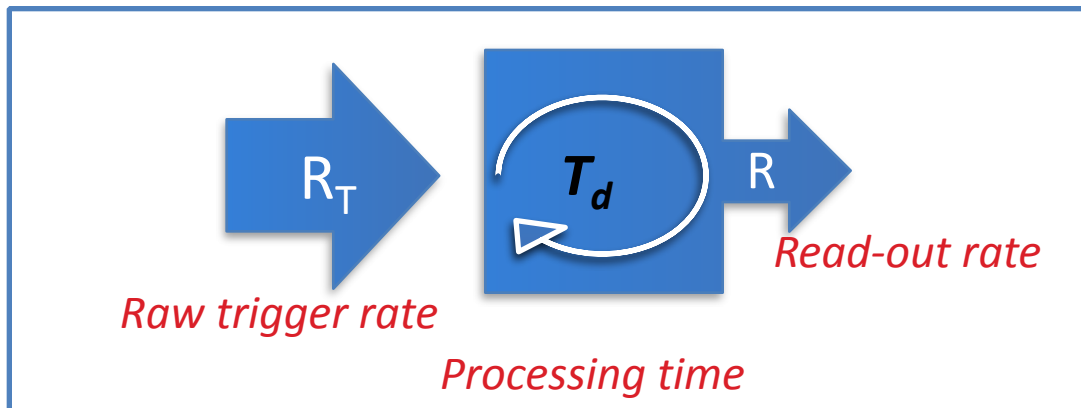 R_T
T_d
R
Read-out rate
Raw trigger rate
Processing time